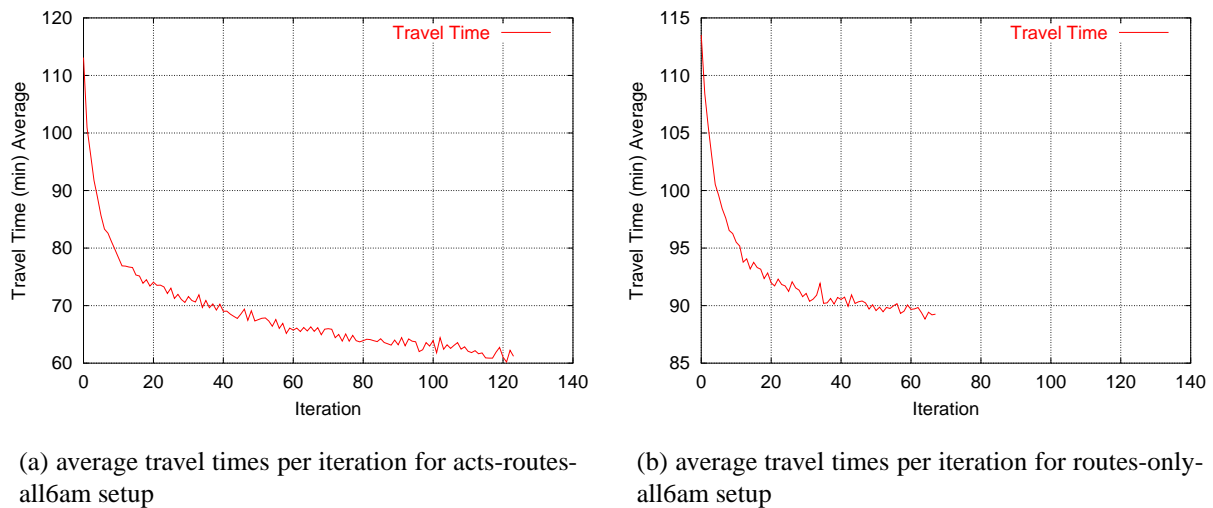 120
110
100
90
80
70
60
0 20 40 60 80 100 120 140
Travel Time (min) Average
Iteration
Travel Time
(a) average travel times per iteration for acts-routes-
all6am setup
115
110
105
100
95
90
85
0 20 40 60 80 100 120 140
Travel Time (min) Average
Iteration
Travel Time
(b) average travel times per iteration for routes-only-
all6am setup